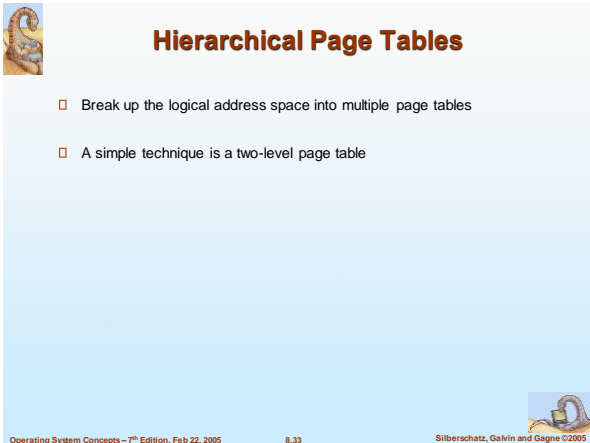 Hierarchical Page Tables
Break up the logical address space into multiple page tables
A simple technique is a two-level page table
Operating System Concepts – 7th Edition, Feb 22, 2005
8.33
Silberschatz, Galvin and Gagne ©2005